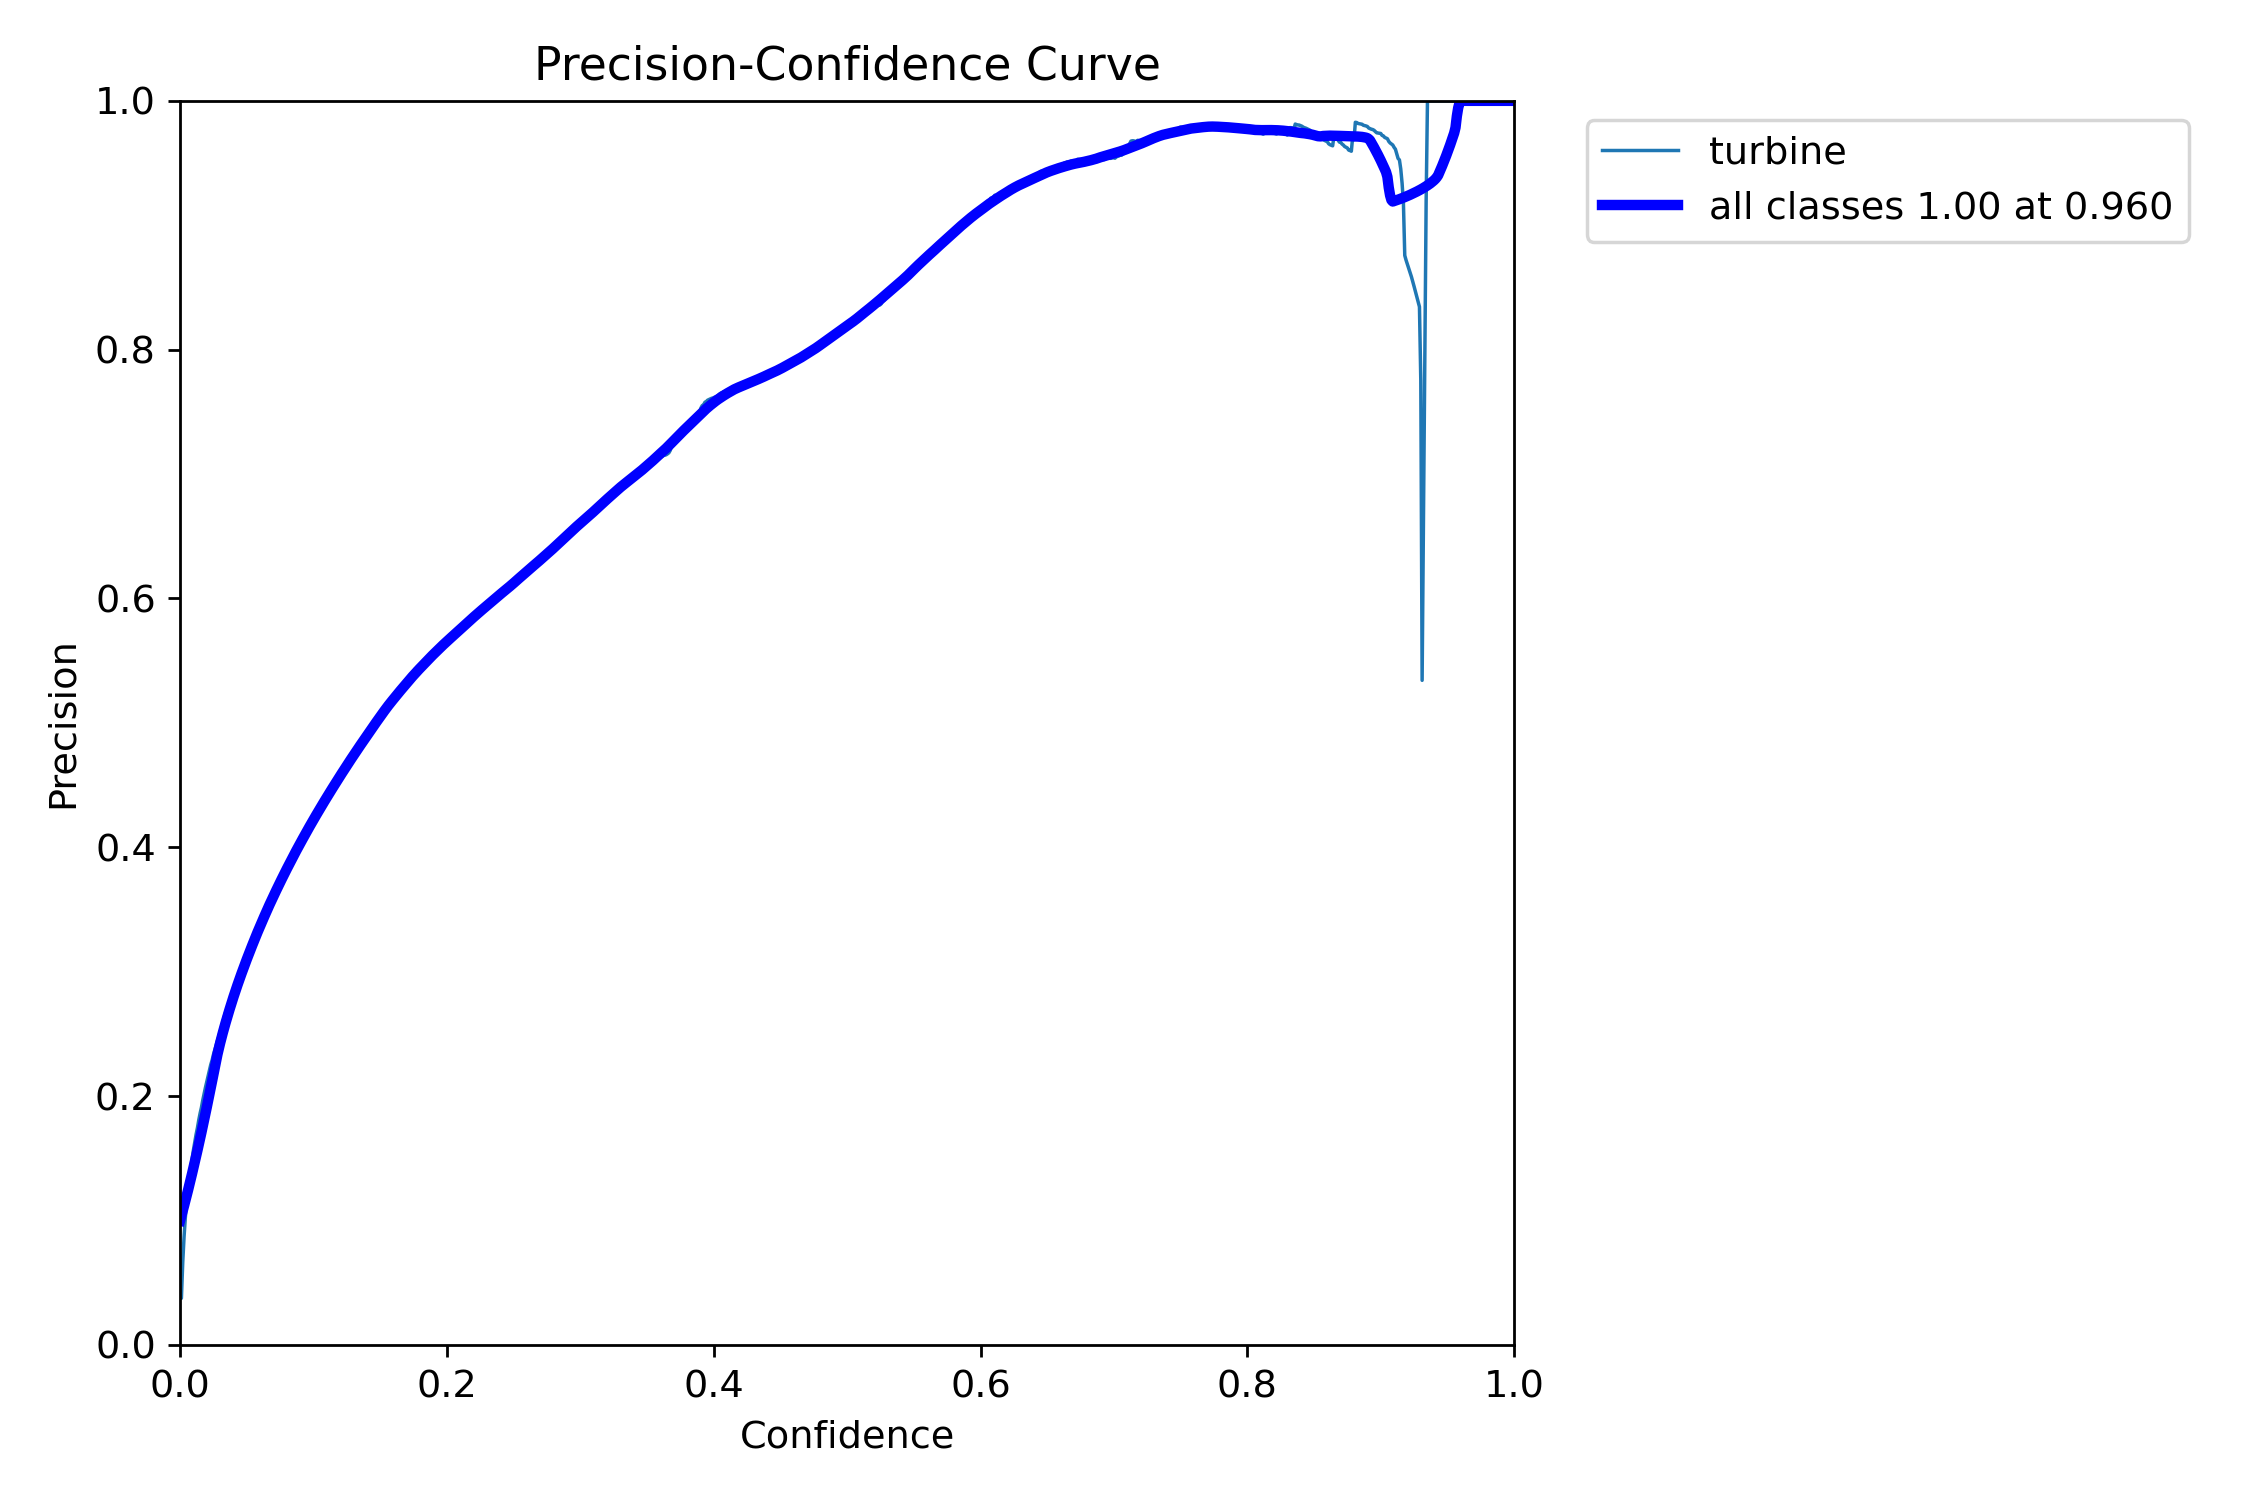 Precision-Confidence Curve
turbine
all classes 1.00 at 0.960
1.0
0.8
0.6
0.4
0.2
0.0
Precision
0.0 0.2 0.4 0.6 0.8 1.0
Confidence